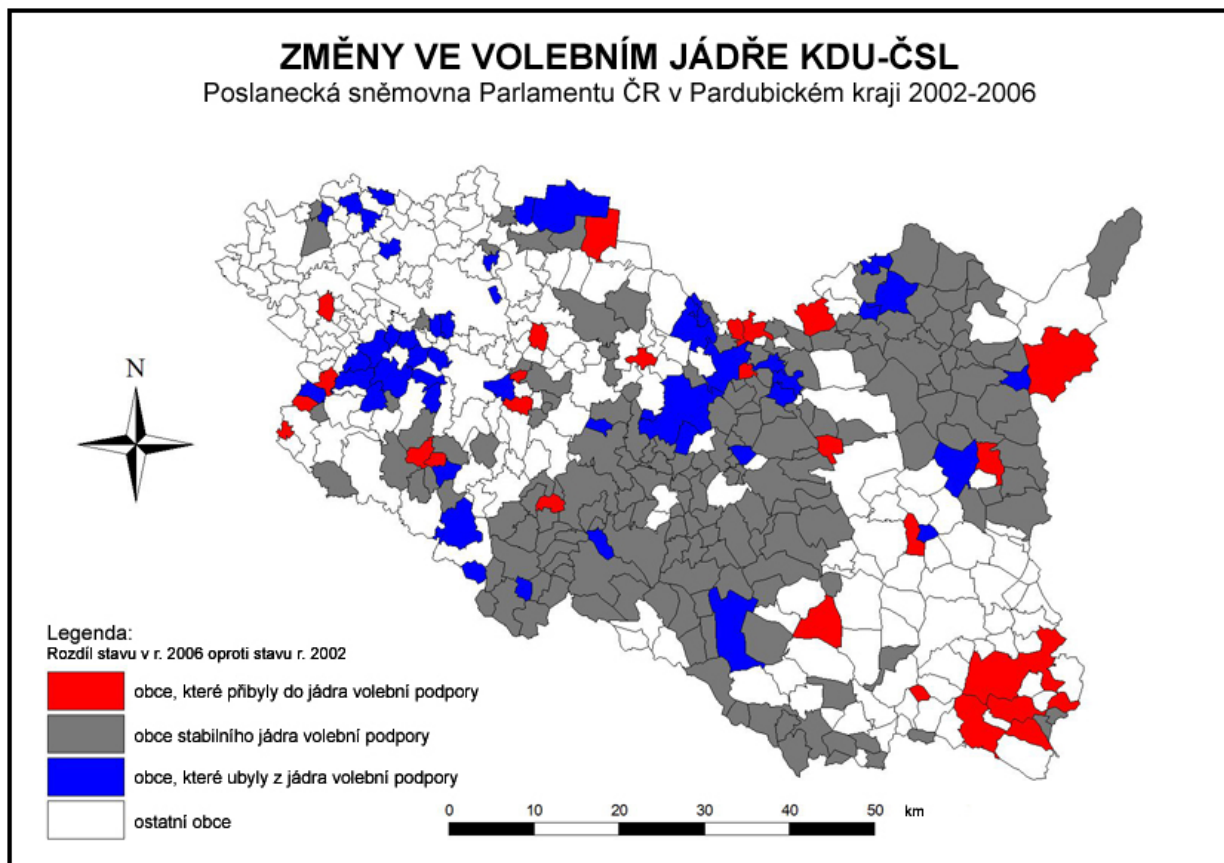 ZMĚNY VE VOLEBNÍM JÁDŘE KDU-ČSL
Poslanecká sněmovna Parlamentu ČR v Pardubickém kraji 2002-2006
N
Legenda:
Rozdíl stavu v r. 2006 oproti stavu r. 2002
obce, které přibyly do jádra volební podpory
obce stabilního jádra volební podpory
obce, které ubyly z jádra volební podpory
ostatní obce
0 10 20 30 40 50 km